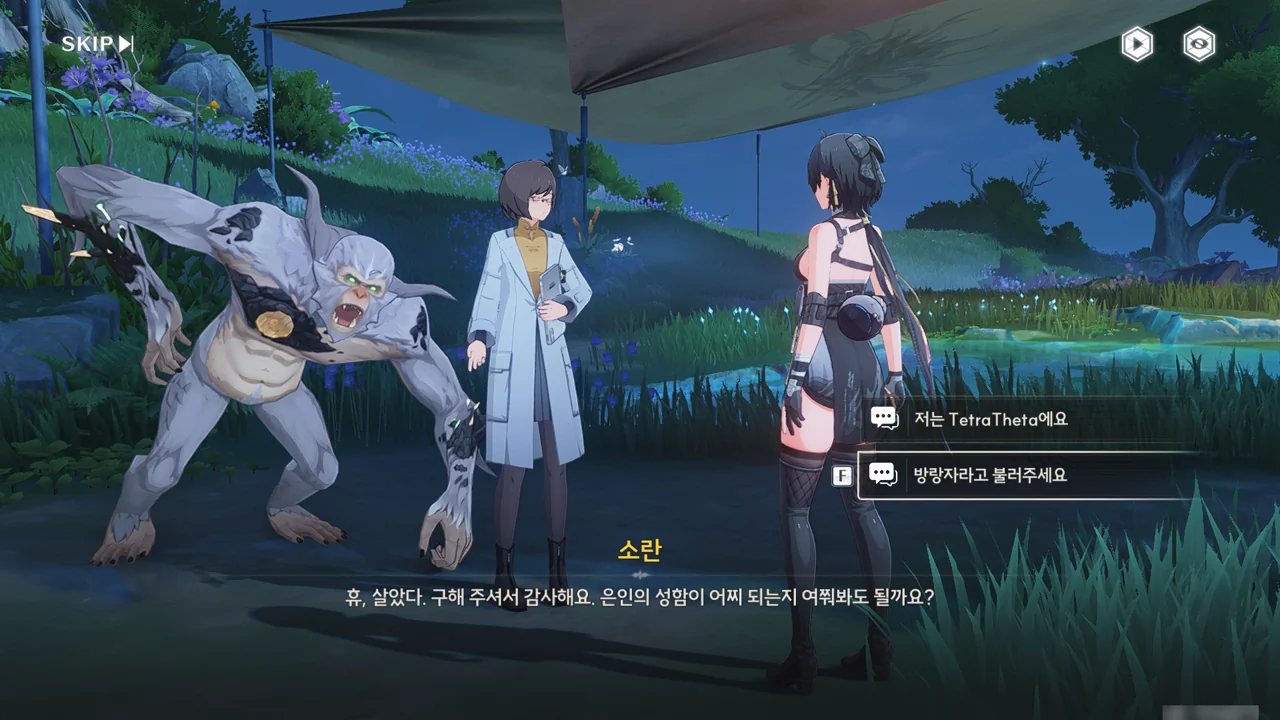 SKIP
저는 TetraTheta에요
F
방랑자라고 불러주세요
소란
휴, 살았다. 구해 주셔서 감사해요. 은인의 성함이 어찌 되는지 여쭤봐도 될까요?